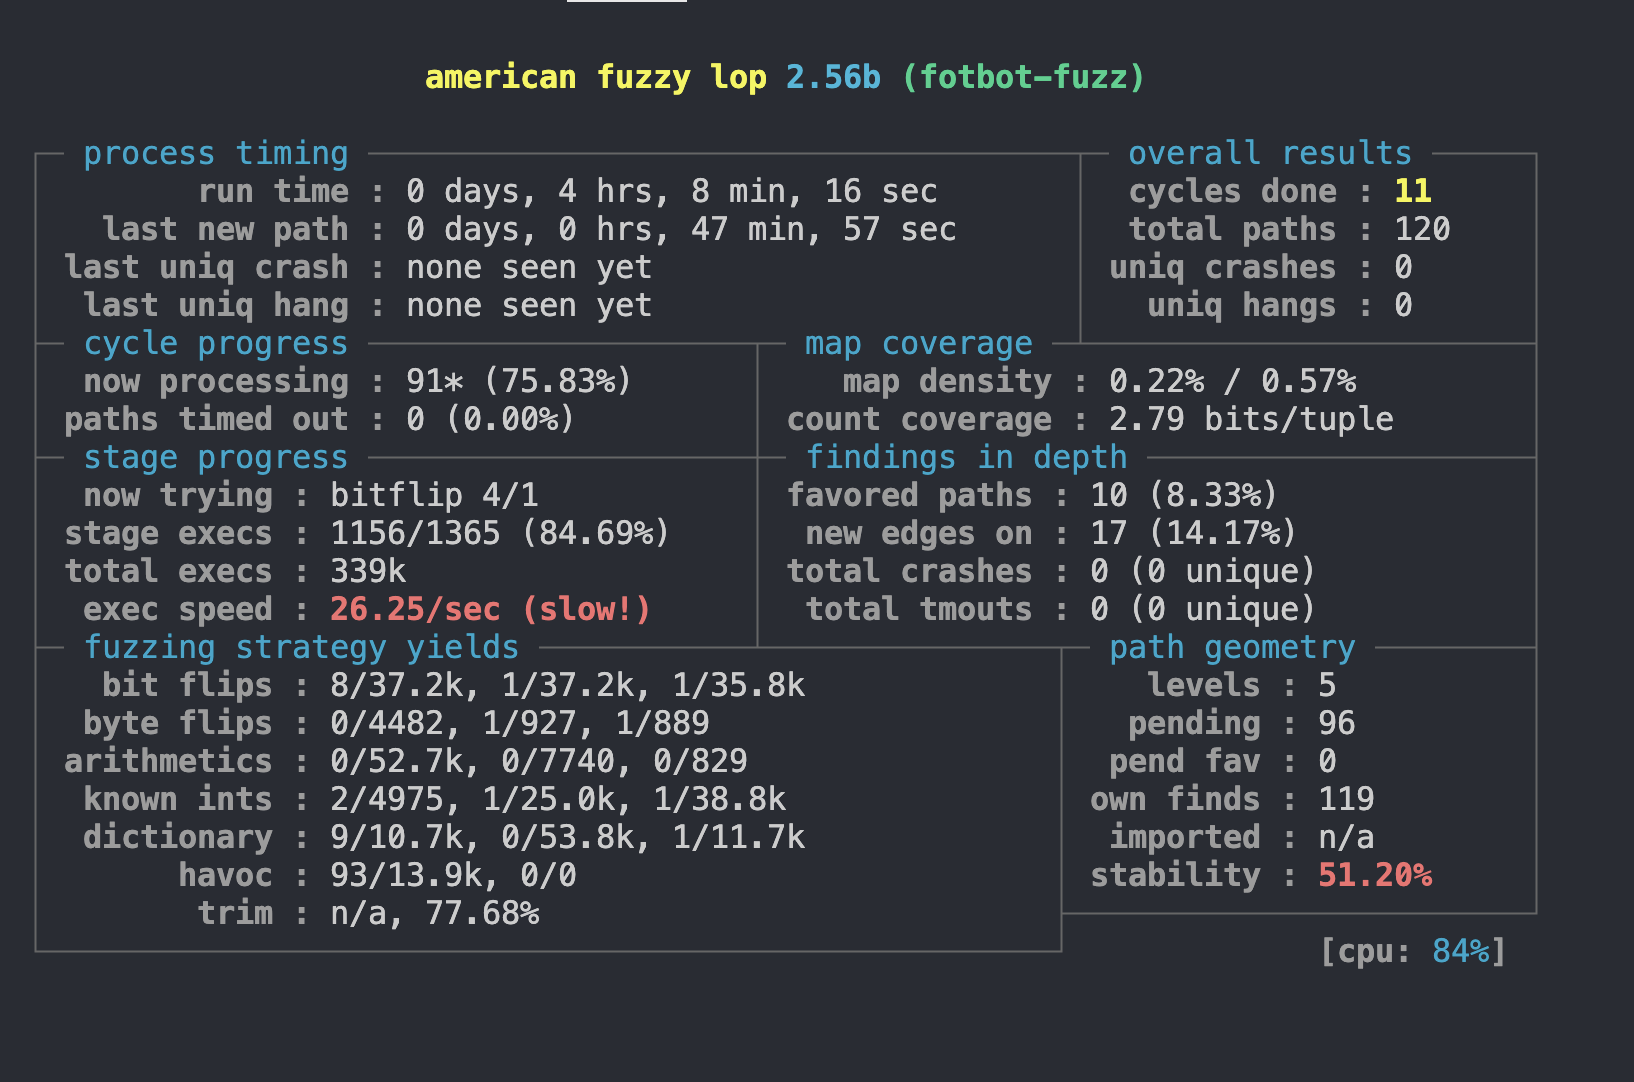 american fuzzy lop 2.56b (fotbot-fuzz)
process timing
run time : 0 days, 4 hrs, 8 min, 16 sec
last new path : 0 days, 0 hrs, 47 min, 57 sec
last uniq crash : none seen yet
last uniq hang : none seen yet
overall results
cycles done : 11
total paths : 120
uniq crashes : 0
uniq hangs : 0
cycle progress
now processing : 91* (75.83%)
paths timed out : 0 (0.00%)
map coverage
map density : 0.22% / 0.57%
count coverage : 2.79 bits/tuple
stage progress
now trying : bitflip 4/1
stage execs : 1156/1365 (84.69%)
total execs : 339k
exec speed : 26.25/sec (slow!)
findings in depth
favored paths : 10 (8.33%)
new edges on : 17 (14.17%)
total crashes : 0 (0 unique)
total tmouts : 0 (0 unique)
fuzzing strategy yields
bit flips : 8/37.2k, 1/37.2k, 1/35.8k
byte flips : 0/4482, 1/927, 1/889
arithmetics : 0/52.7k, 0/7740, 0/829
known ints : 2/4975, 1/25.0k, 1/38.8k
dictionary : 9/10.7k, 0/53.8k, 1/11.7k
havoc : 93/13.9k, 0/0
trim : n/a, 77.68%
path geometry
levels : 5
pending : 96
pend fav : 0
own finds : 119
imported : n/a
stability : 51.20%
[cpu: 84%]